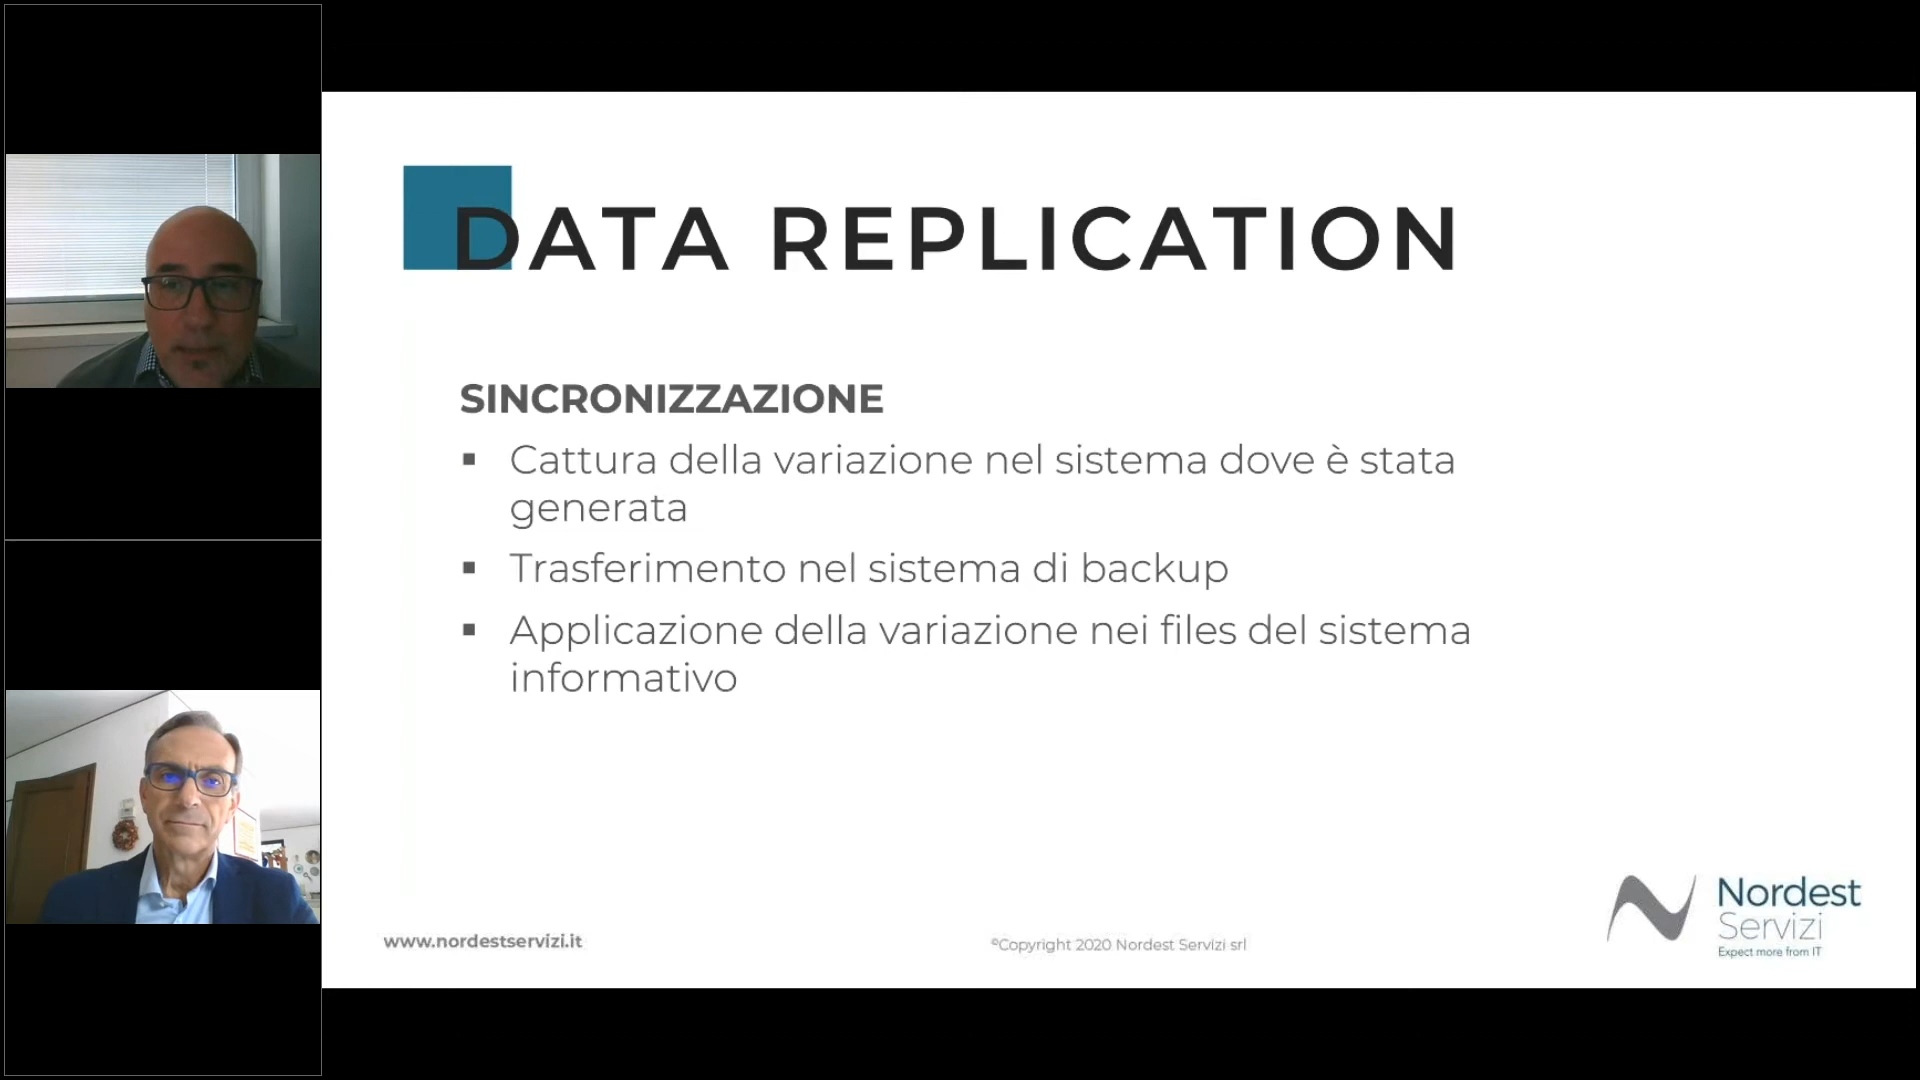 DATA REPLICATION
SINCRONIZZAZIONE
▪ Cattura della variazione nel sistema dove è stata
generata
▪ Trasferimento nel sistema di backup
▪ Applicazione della variazione nei files del sistema
informativo
www.nordestservizi.it
©Copyright 2020 Nordest Servizi srl
Nordest
Servizi
Expect more from IT